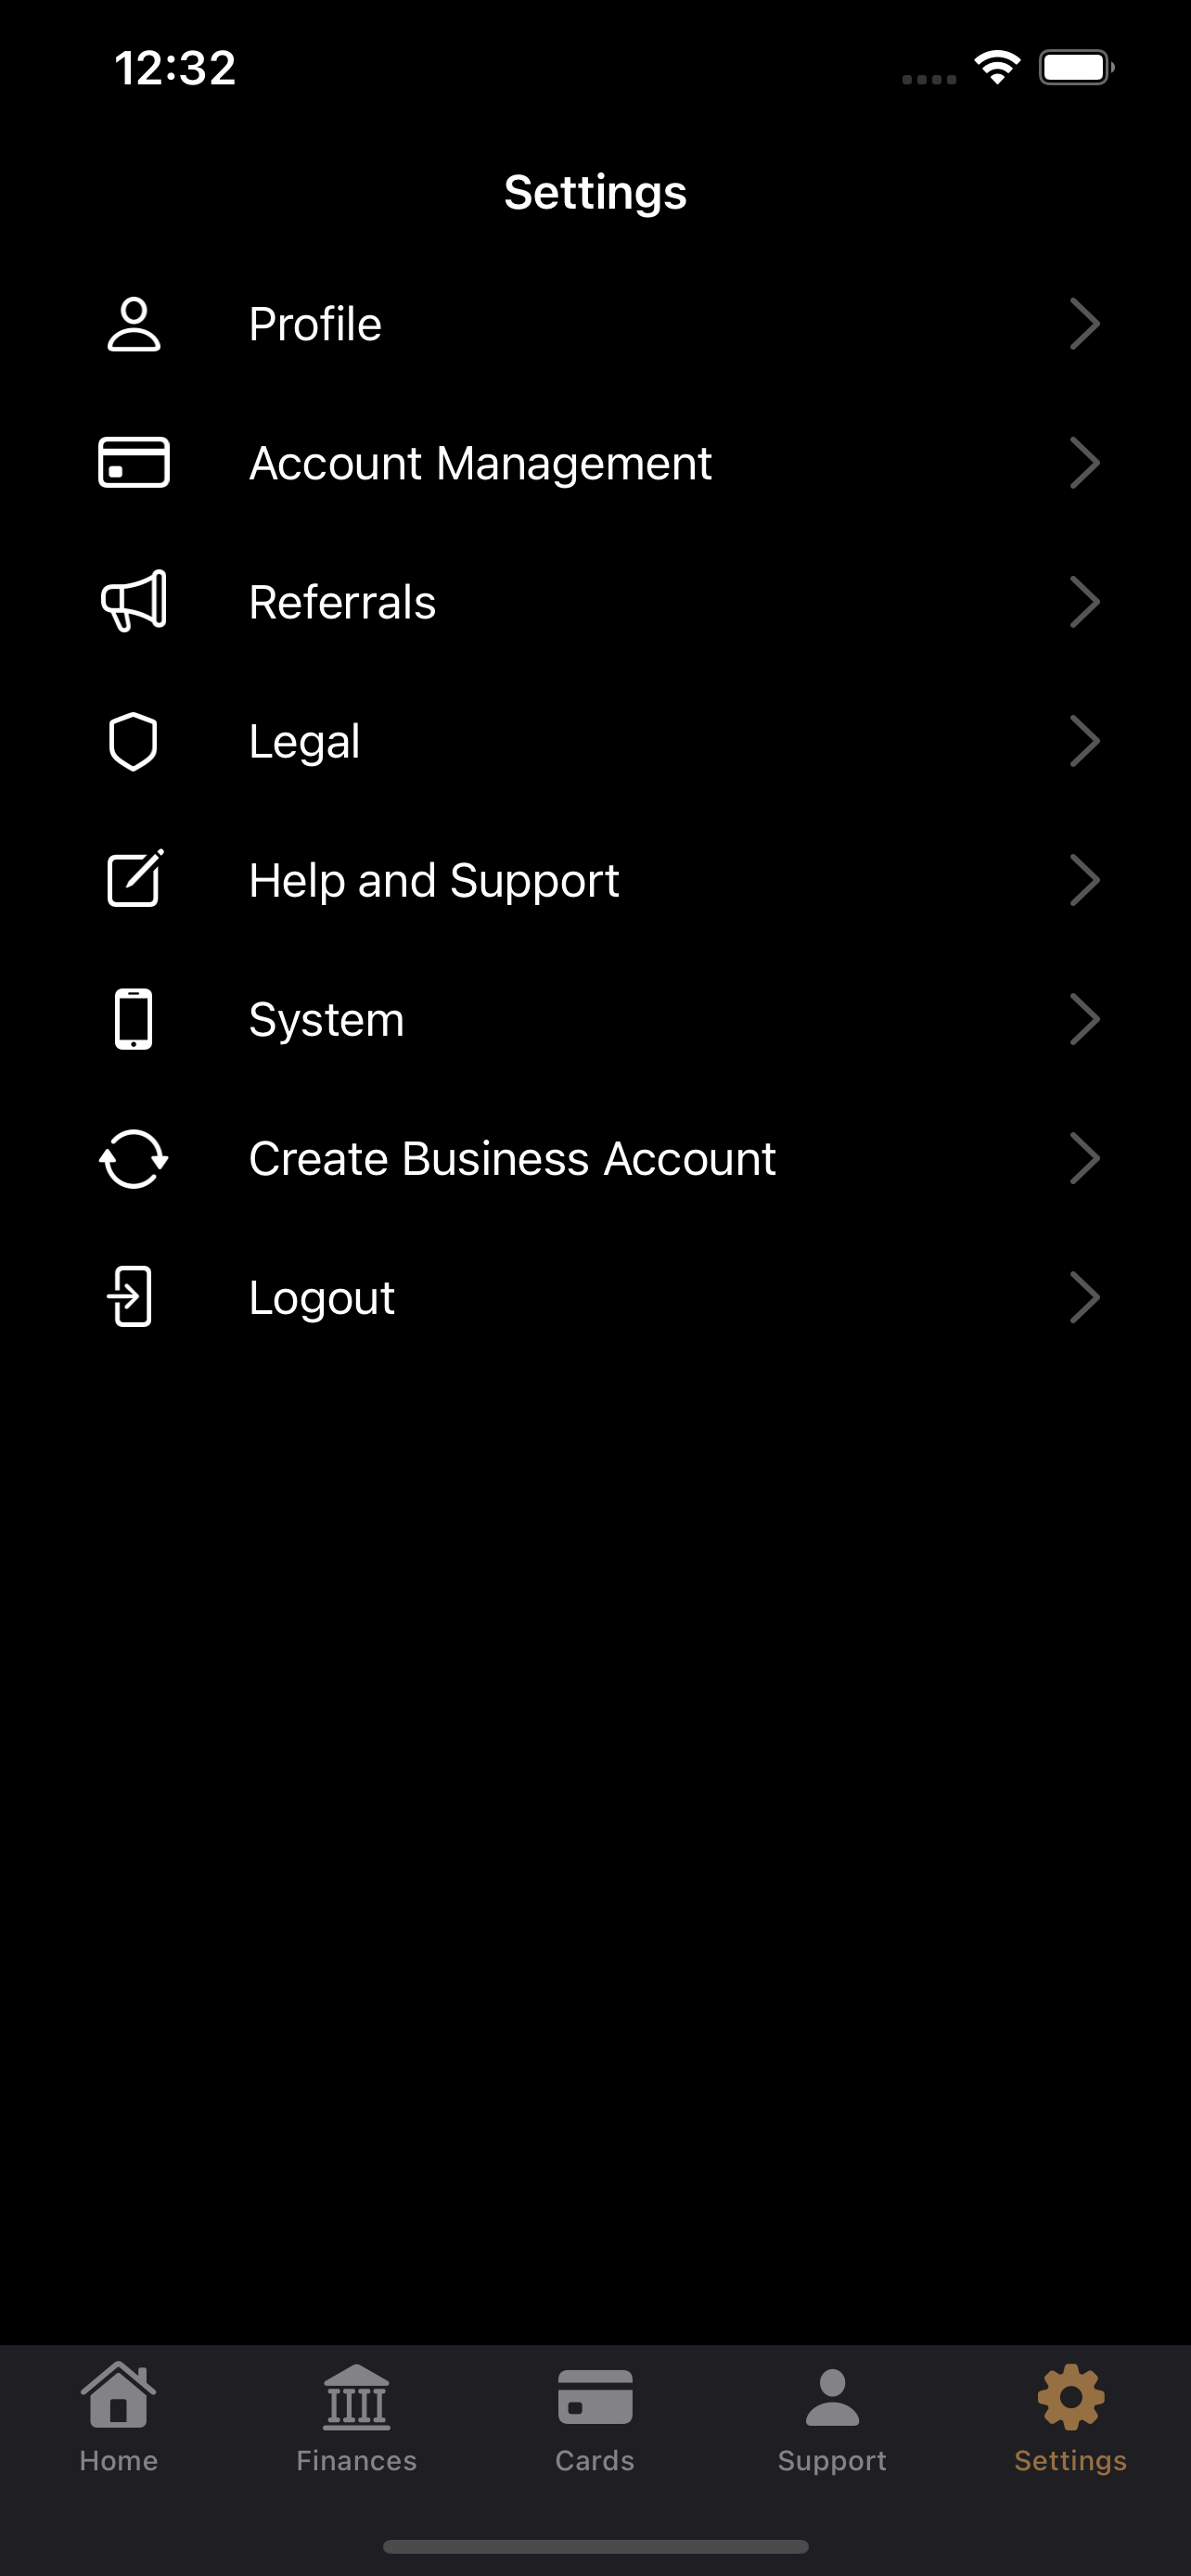 12:32
Settings
Profile
Account Management
Referrals
Legal
Help and Support
System
Create Business Account
Logout
Home
Finances
Cards
Support
Settings